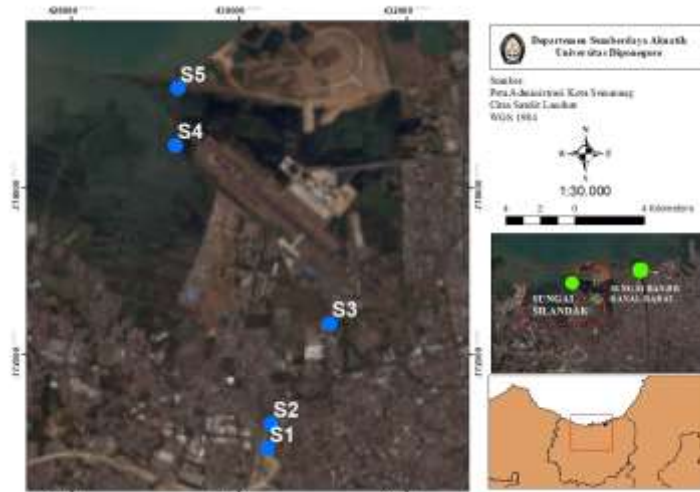 S5
S4
S3
S2
S1
Departemen Sumberdaya Akuatik
Universitas Diponegoro
Sumber
Peta Administrasi Kota Semarang
Citra Satelit Landsat
WGS 1984
N
W E
S
1:30.000
4 2 0 4 Kilometers
SUNGAI
SILANDAK
SUNGAI BANJIR
KANAL BARAT